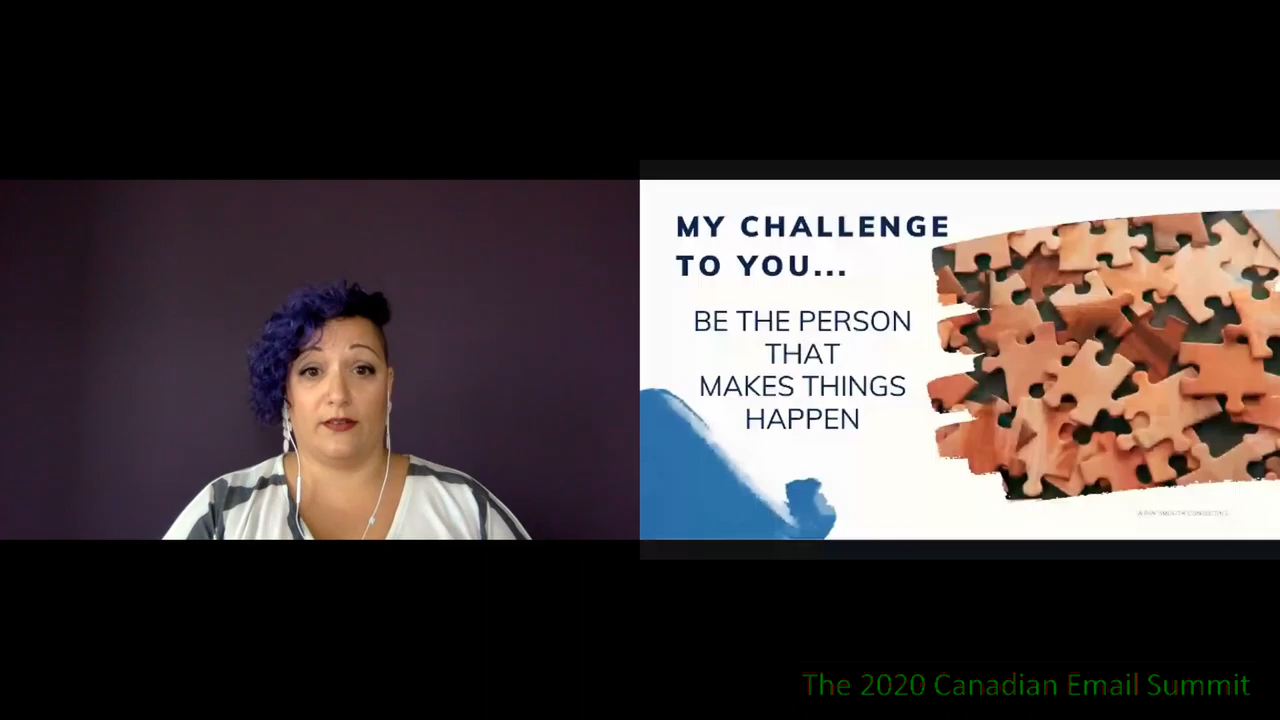 MY CHALLENGE
TO YOU...
BE THE PERSON
THAT
MAKES THINGS
HAPPEN
The 2020 Canadian Email Summit